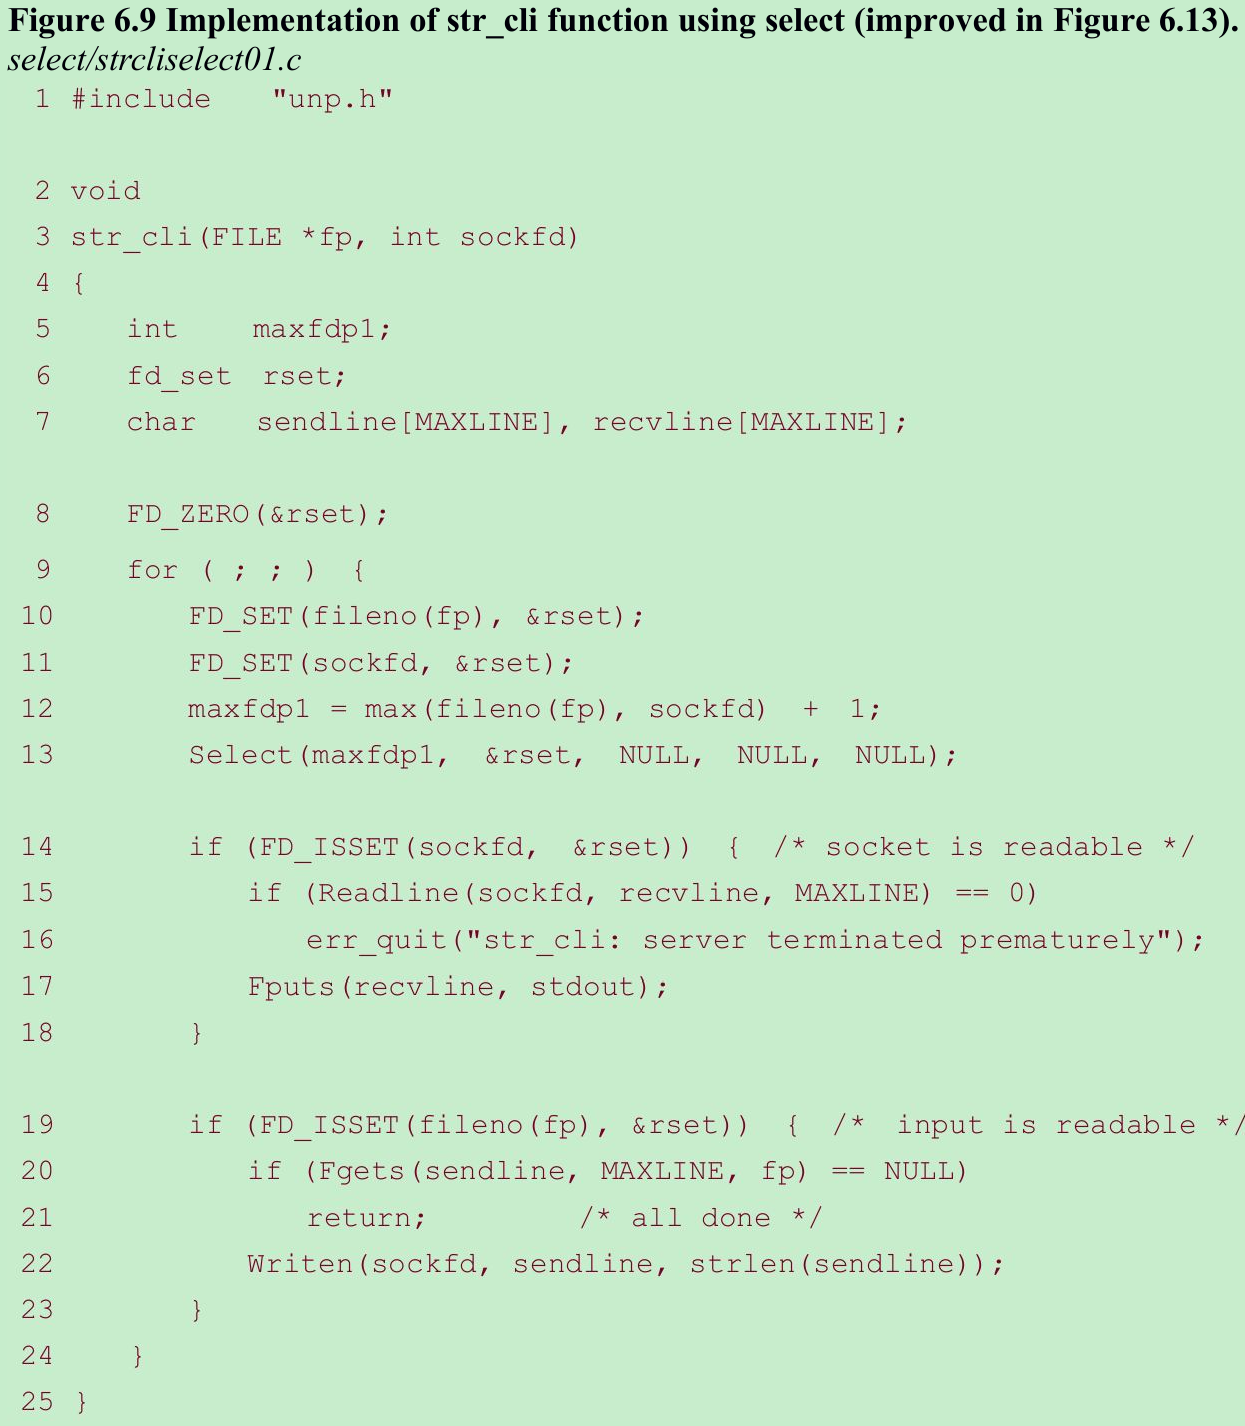 Figure 6.9 Implementation of str_cli function using select (improved in Figure 6.13).
select/strcliselect01.c
1 #include "unp.h"
2 void
3 str_cli(FILE *fp, int sockfd)
4 {
5 int maxfdp1;
6 fd_set rset;
7 char sendline[MAXLINE], recvline[MAXLINE];
8 FD_ZERO(&rset);
9 for ( ; ; ) {
10 FD_SET(fileno(fp), &rset);
11 FD_SET(sockfd, &rset);
12 maxfdp1 = max(fileno(fp), sockfd) + 1;
13 Select(maxfdp1, &rset, NULL, NULL, NULL);
14 if (FD_ISSET(sockfd, &rset)) { /* socket is readable */
15 if (Readline(sockfd, recvline, MAXLINE) == 0)
16 err_quit("str_cli: server terminated prematurely");
17 Fputs(recvline, stdout);
18 }
19 if (FD_ISSET(fileno(fp), &rset)) { /* input is readable */
20 if (Fgets(sendline, MAXLINE, fp) == NULL)
21 return; /* all done */
22 Writen(sockfd, sendline, strlen(sendline));
23 }
24 }
25 }